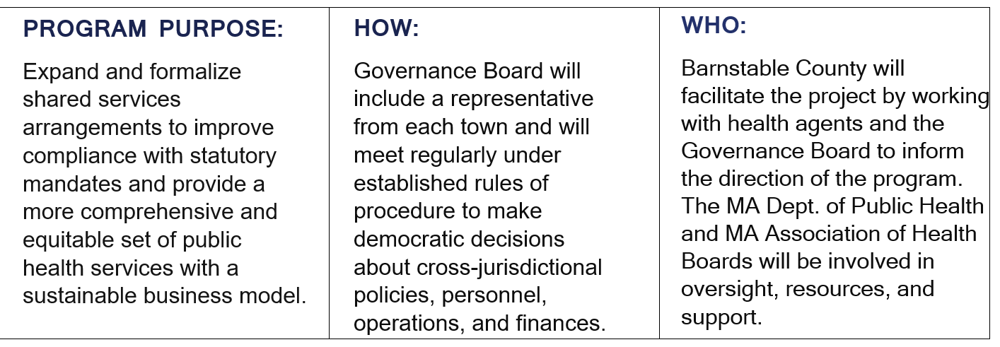 PROGRAM PURPOSE:
Expand and formalize
shared services
arrangements to improve
compliance with statutory
mandates and provide a
more comprehensive and
equitable set of public
health services with a
sustainable business model.
HOW:
Governance Board will
include a representative
from each town and will
meet regularly under
established rules of
procedure to make
democratic decisions
about cross-jurisdictional
policies, personnel,
operations, and finances.
WHO:
Barnstable County will
facilitate the project by working
with health agents and the
Governance Board to inform
the direction of the program.
The MA Dept. of Public Health
and MA Association of Health
Boards will be involved in
oversight, resources, and
support.